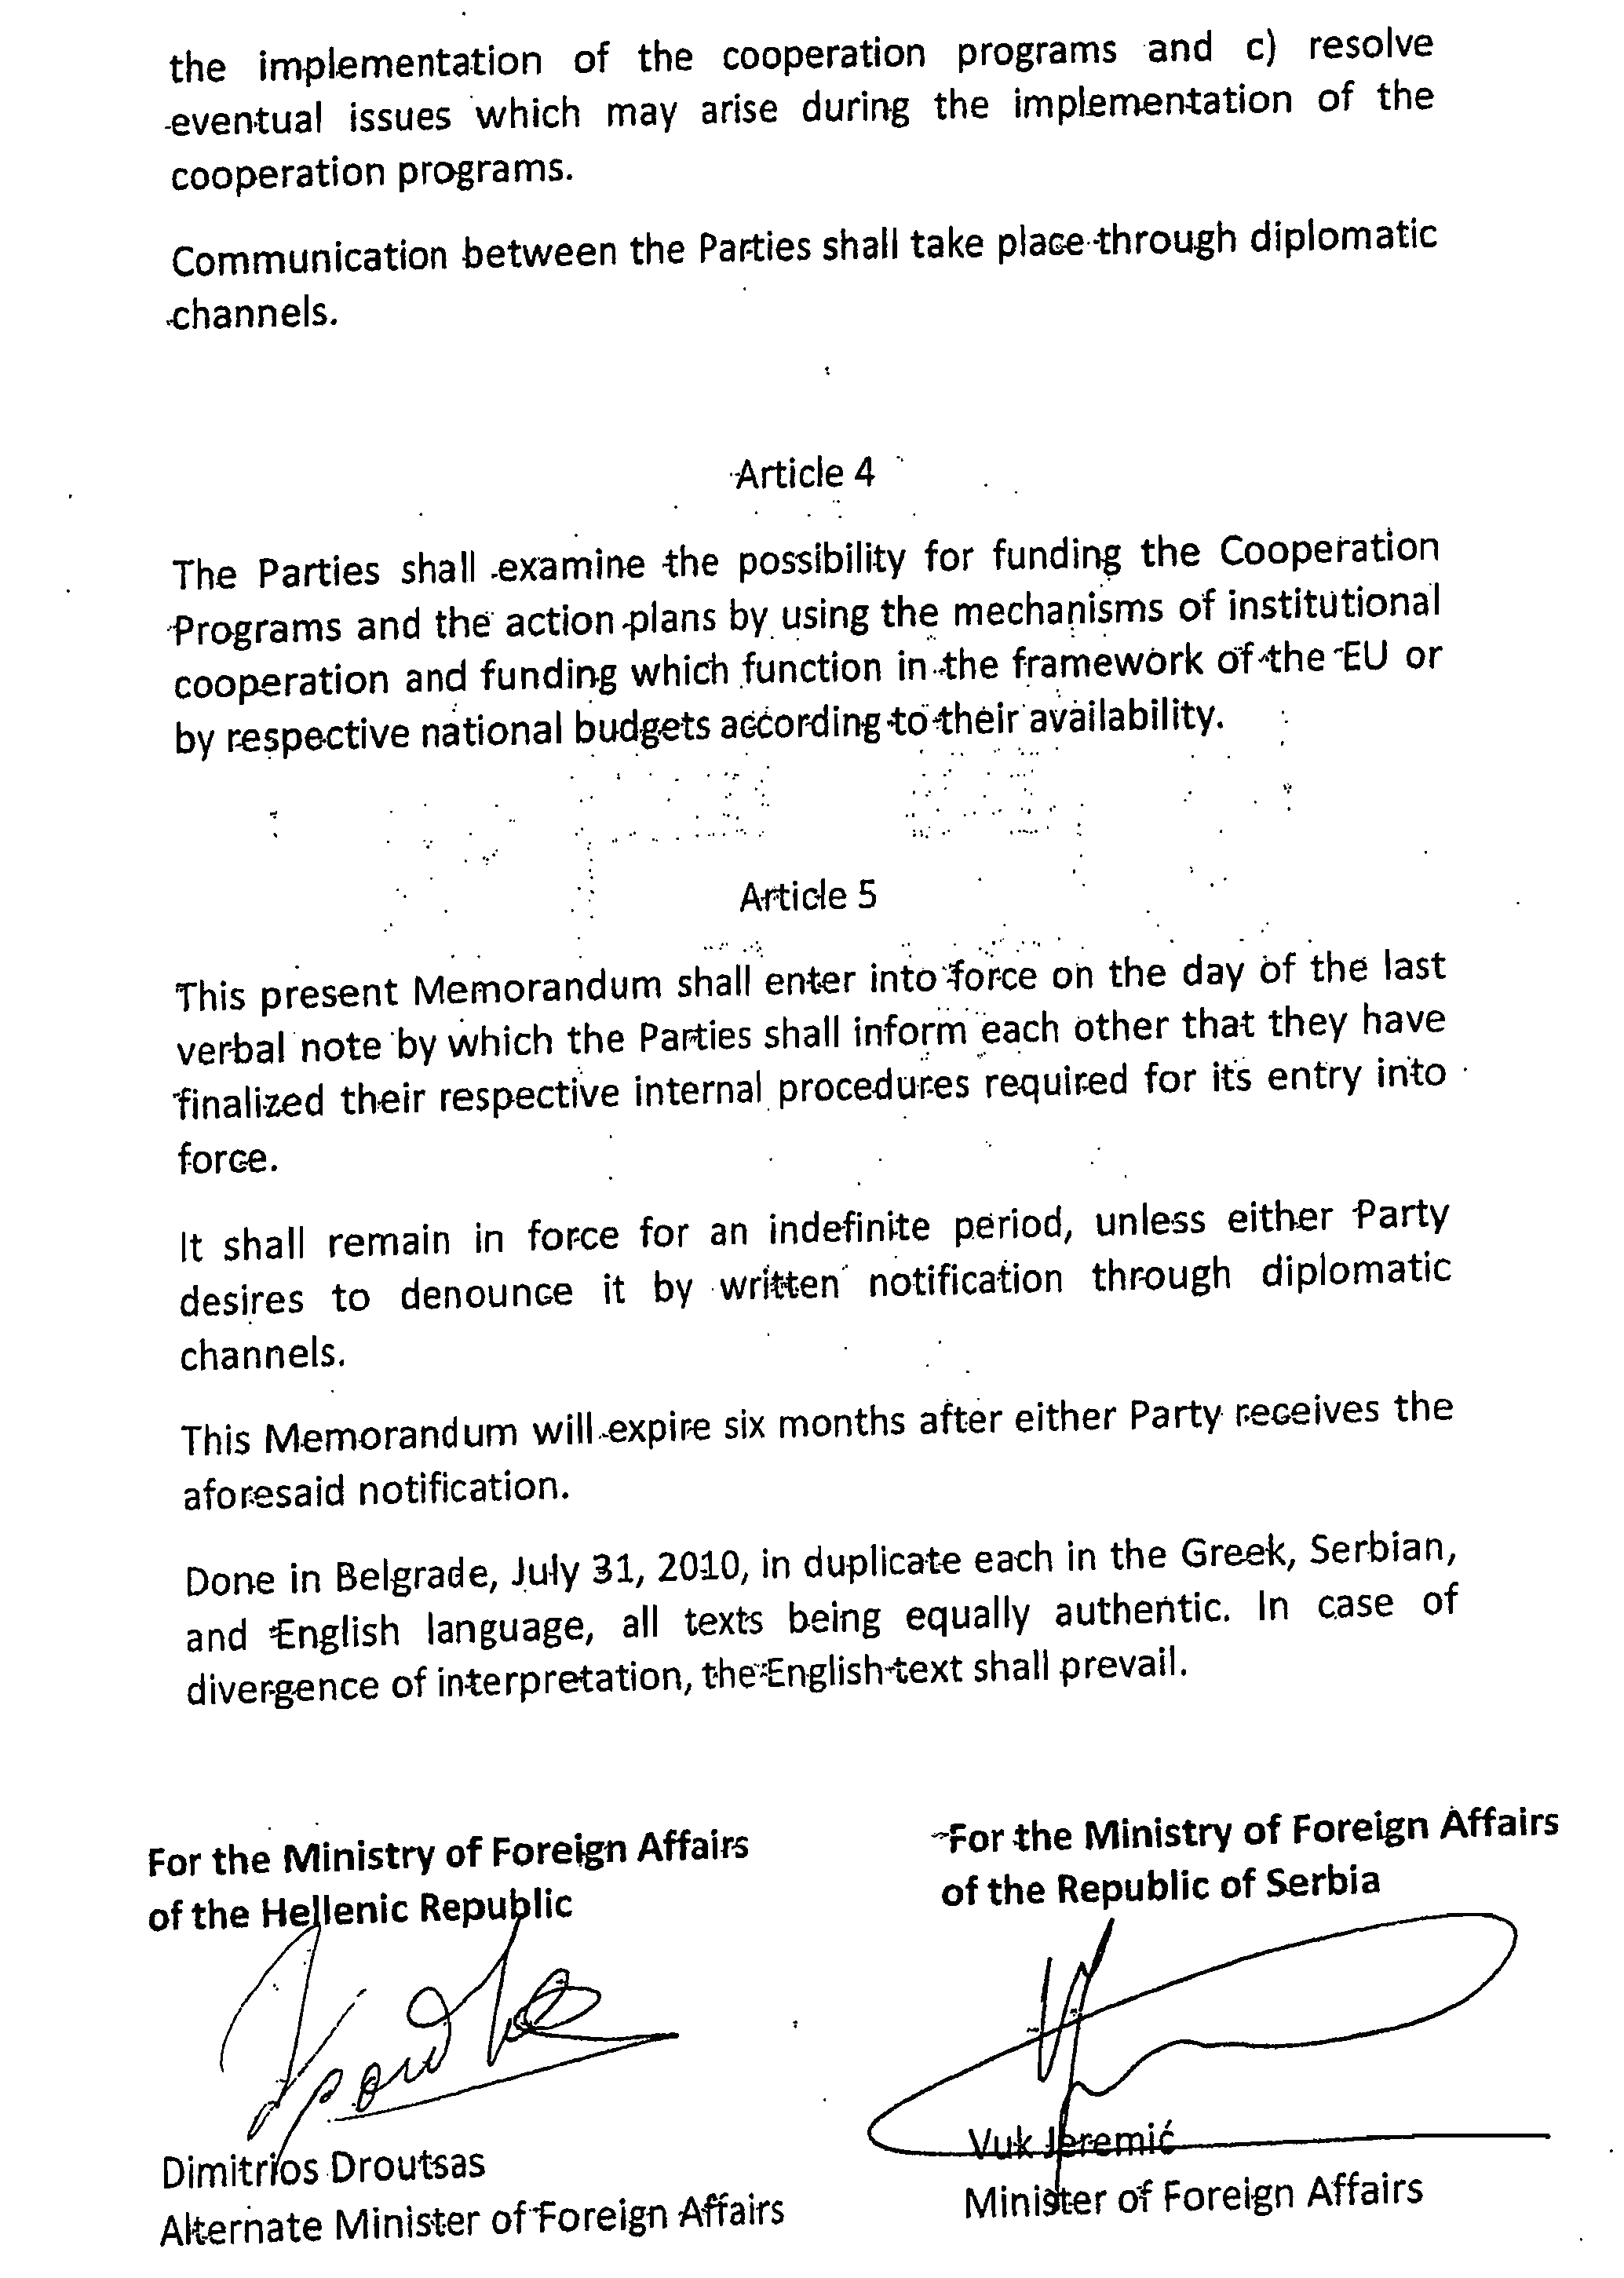 the implementation of the cooperation programs and c) resolve
eventual issues which may arise during the implementation of the
cooperation programs.
Communication between the Parties shall take place through diplomatic
channels.
Article 4
The Parties shall examine the possibility for funding the Cooperation
Programs and the action plans by using the mechanisms of institutional
cooperation and funding which function in the framework of the EU or
by respective national budgets according to their availability.
Article 5
This present Memorandum shall enter into force on the day of the last
verbal note by which the Parties shall inform each other that they have
finalized their respective internal procedures required for its entry into
force.
It shall remain in force for an indefinite period, unless either Party
desires to denounce it by written notification through diplomatic
channels.
This Memorandum will expire six months after either Party receives the
aforesaid notification.
Done in Belgrade, July 31, 2010, in duplicate each in the Greek, Serbian,
and English language, all texts being equally authentic. In case of
divergence of interpretation, the English text shall prevail.
For the Ministry of Foreign Affairs
of the Hellenic Republic
Dimitrios Droutsas
Alternate Minister of Foreign Affairs
For the Ministry of Foreign Affairs
of the Republic of Serbia
Vuk Jeremić
Minister of Foreign Affairs